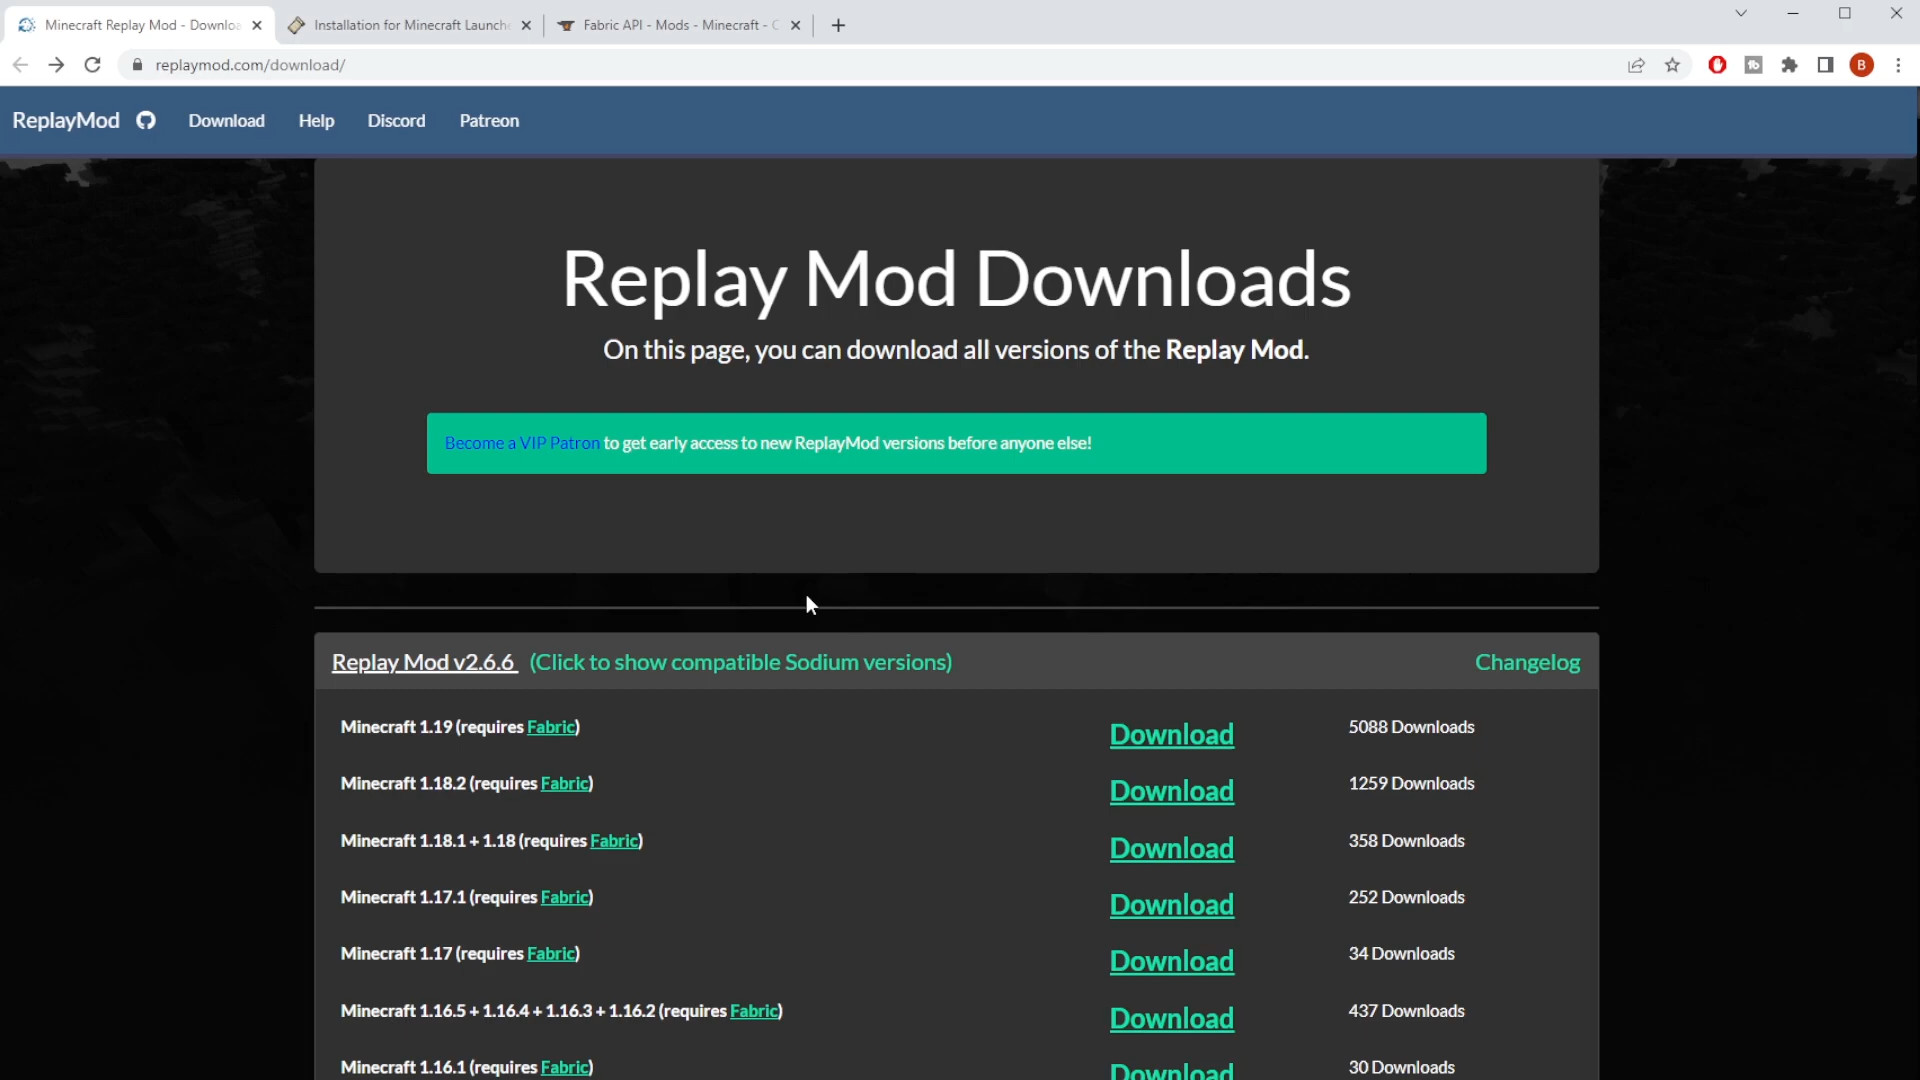 Minecraft Replay Mod - Downlo
Installation for Minecraft Launch
Fabric API - Mods - Minecraft - C
replaymod.com/download/
B
ReplayMod Download Help Discord Patreon
Replay Mod Downloads
On this page, you can download all versions of the Replay Mod.
Become a VIP Patron to get early access to new ReplayMod versions before anyone else!
Replay Mod v2.6.6 (Click to show compatible Sodium versions) Changelog
Minecraft 1.19 (requires Fabric) Download 5088 Downloads
Minecraft 1.18.2 (requires Fabric) Download 1259 Downloads
Minecraft 1.18.1 + 1.18 (requires Fabric) Download 358 Downloads
Minecraft 1.17.1 (requires Fabric) Download 252 Downloads
Minecraft 1.17 (requires Fabric) Download 34 Downloads
Minecraft 1.16.5 + 1.16.4 + 1.16.3 + 1.16.2 (requires Fabric) Download 437 Downloads
Minecraft 1.16.1 (requires Fabric) Download 30 Downloads